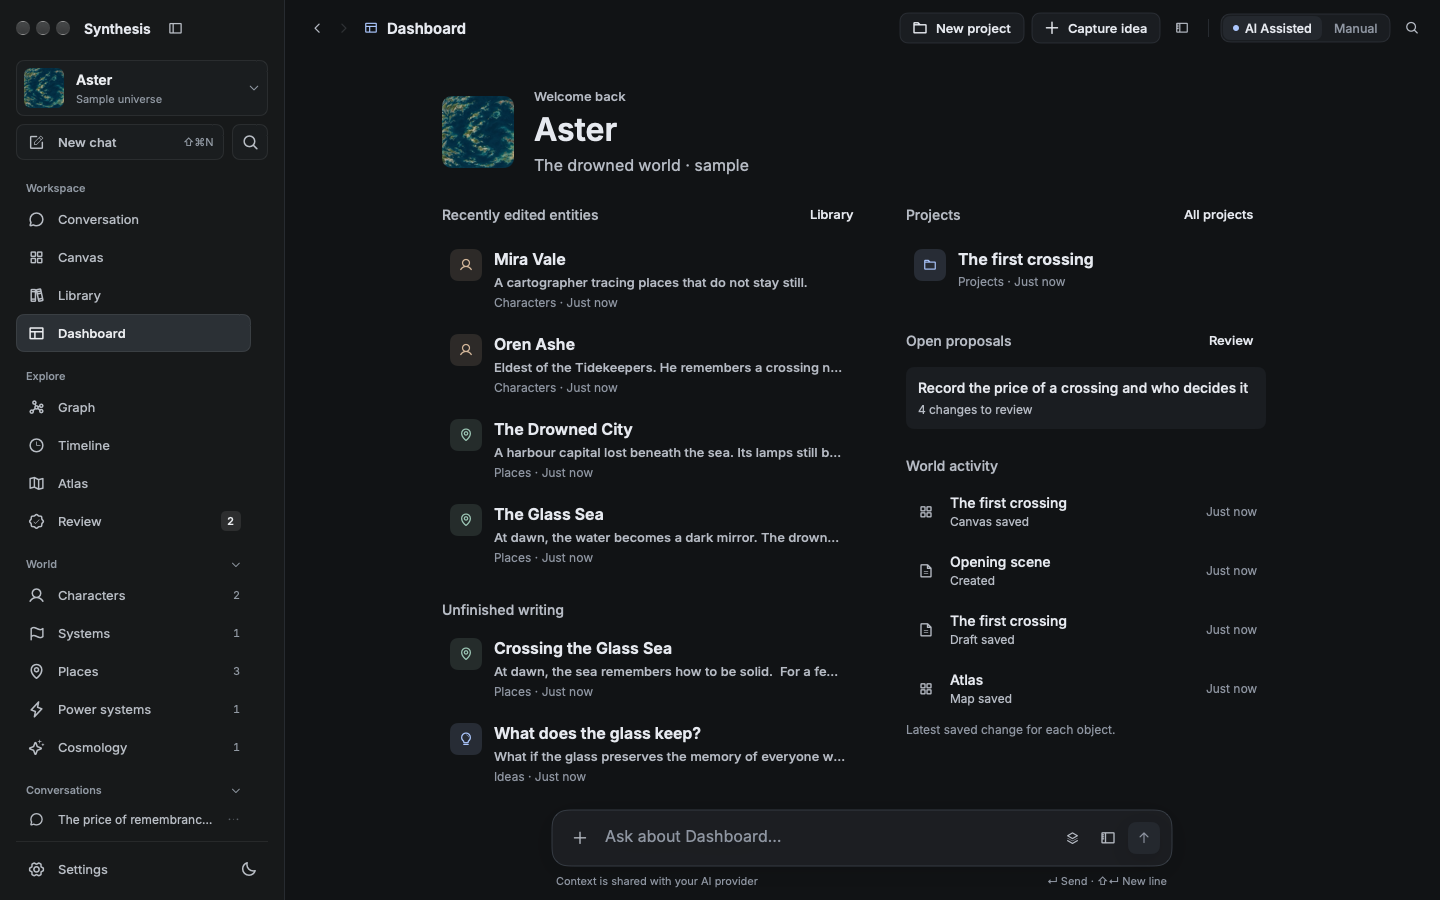 Synthesis
Aster
Sample universe
New chat
⇧⌘N
Workspace
Conversation
Canvas
Library
Dashboard
Explore
Graph
Timeline
Atlas
Review
2
World
Characters
2
Systems
1
Places
3
Power systems
1
Cosmology
1
Conversations
The price of remembranc...
Settings
Dashboard
New project
Capture idea
AI Assisted
Manual
Welcome back
Aster
The drowned world · sample
Recently edited entities
Library
Mira Vale
A cartographer tracing places that do not stay still.
Characters · Just now
Oren Ashe
Eldest of the Tidekeepers. He remembers a crossing n...
Characters · Just now
The Drowned City
A harbour capital lost beneath the sea. Its lamps still b...
Places · Just now
The Glass Sea
At dawn, the water becomes a dark mirror. The drown...
Places · Just now
Unfinished writing
Crossing the Glass Sea
At dawn, the sea remembers how to be solid.  For a fe...
Places · Just now
What does the glass keep?
What if the glass preserves the memory of everyone w...
Ideas · Just now
Projects
All projects
The first crossing
Projects · Just now
Open proposals
Review
Record the price of a crossing and who decides it
4 changes to review
World activity
The first crossing
Canvas saved
Just now
Opening scene
Created
Just now
The first crossing
Draft saved
Just now
Atlas
Map saved
Just now
Latest saved change for each object.
Ask about Dashboard...
Context is shared with your AI provider
↵ Send · ⇧↵ New line